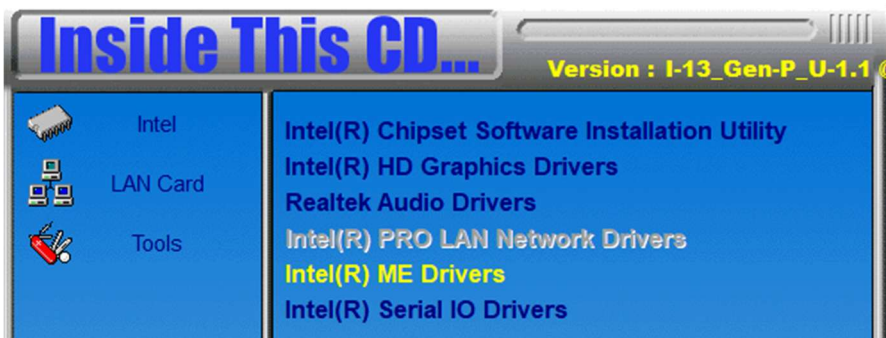 Inside This CD...
Version : I-13_Gen-P_U-1.1
Intel
LAN Card
Tools
Intel(R) Chipset Software Installation Utility
Intel(R) HD Graphics Drivers
Realtek Audio Drivers
Intel(R) PRO LAN Network Drivers
Intel(R) ME Drivers
Intel(R) Serial IO Drivers